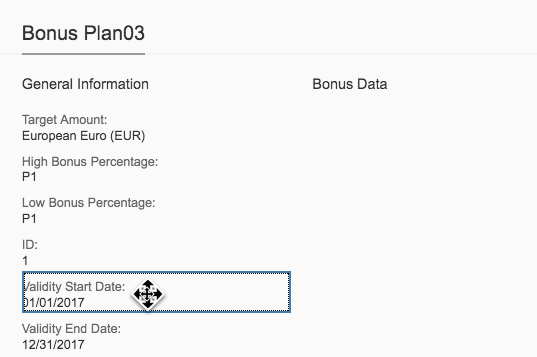 Bonus Plan03
General Information
Bonus Data
Target Amount:
European Euro (EUR)
High Bonus Percentage:
P1
Low Bonus Percentage:
P1
ID:
1
Validity Start Date:
01/01/2017
Validity End Date:
12/31/2017